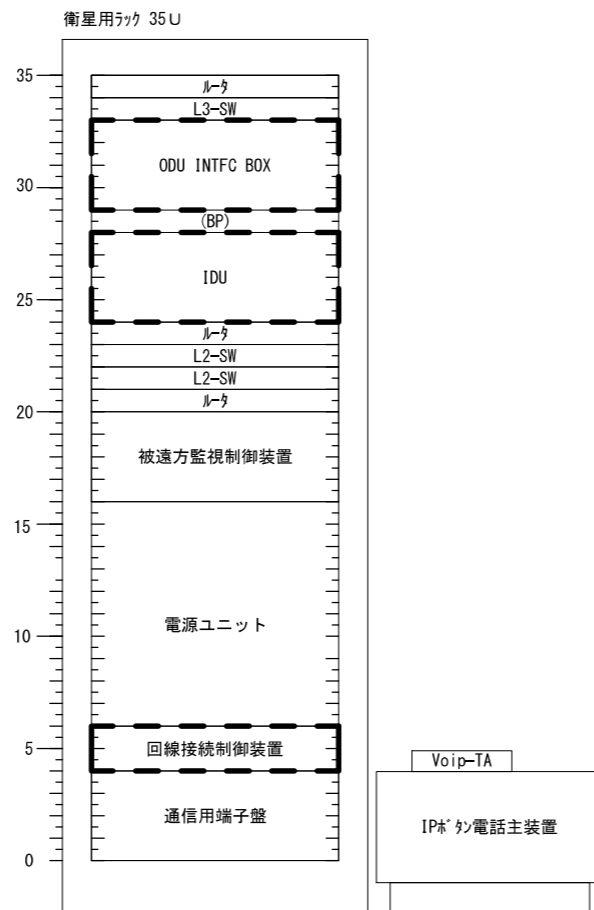 衛星用ﾗｯｸ 35U
35
ﾙｰﾀ
L3-SW
ODU INTFC BOX
30
(BP)
IDU
25
ﾙｰﾀ
L2-SW
L2-SW
ﾙｰﾀ
20
被遠方監視制御装置
15
電源ユニット
10
回線接続制御装置
5
Voip-TA
通信用端子盤
IPﾎﾞﾀﾝ電話主装置
0